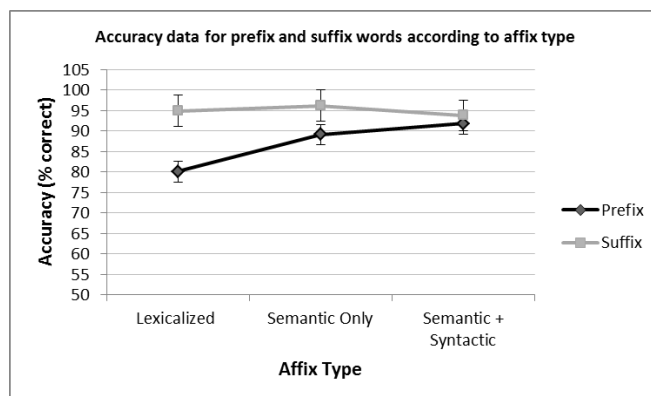 Accuracy data for prefix and suffix words according to affix type
Accuracy (% correct)
105
100
95
90
85
80
75
70
65
60
55
50
Lexicalized
Semantic Only
Semantic +
Syntactic
Affix Type
Prefix
Suffix